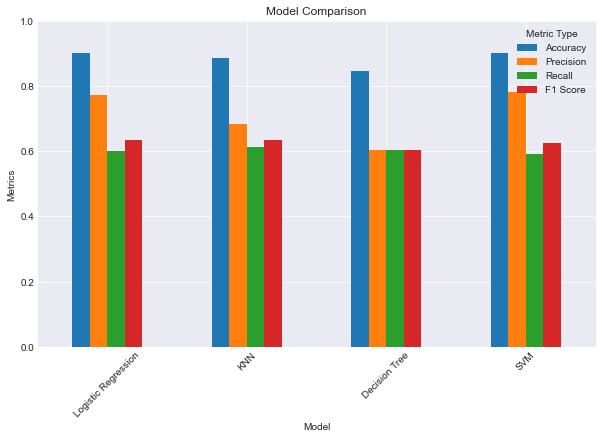 Model Comparison
Metric Type
Accuracy
Precision
Recall
F1 Score
Metrics
1.0
0.8
0.6
0.4
0.2
0.0
Logistic Regression
KNN
Decision Tree
SVM
Model